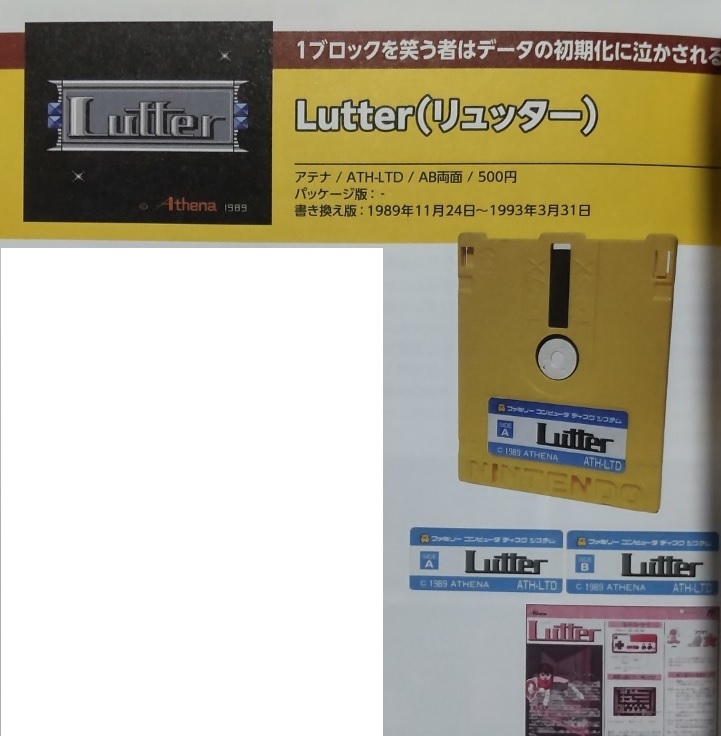 1ブロックを笑う者はデータの初期化に泣かされる
Lutter
© Athena 1989
Lutter(リュッター)
アテナ / ATH-LTD / AB両面 / 500円
パッケージ版：-
書き換え版：1989年11月24日～1993年3月31日
ファミリー コンピュータ ディスク システム
SIDE
A
Lutter
© 1989 ATHENA
ATH-LTD
NINTENDO
ファミリー コンピュータ ディスク システム
SIDE
A
Lutter
© 1989 ATHENA
ATH-LTD
ファミリー コンピュータ ディスク システム
SIDE
B
Lutter
© 1989 ATHENA
ATH-LTD
Lutter